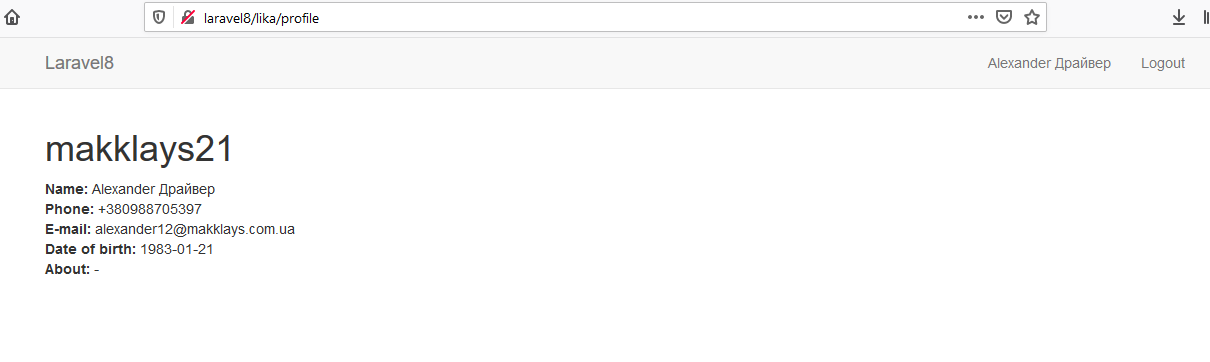 laravel8/lika/profile
Laravel8 Alexander Драйвер Logout
makklays21
Name: Alexander Драйвер
Phone: +380988705397
E-mail: alexander12@makklays.com.ua
Date of birth: 1983-01-21
About: -